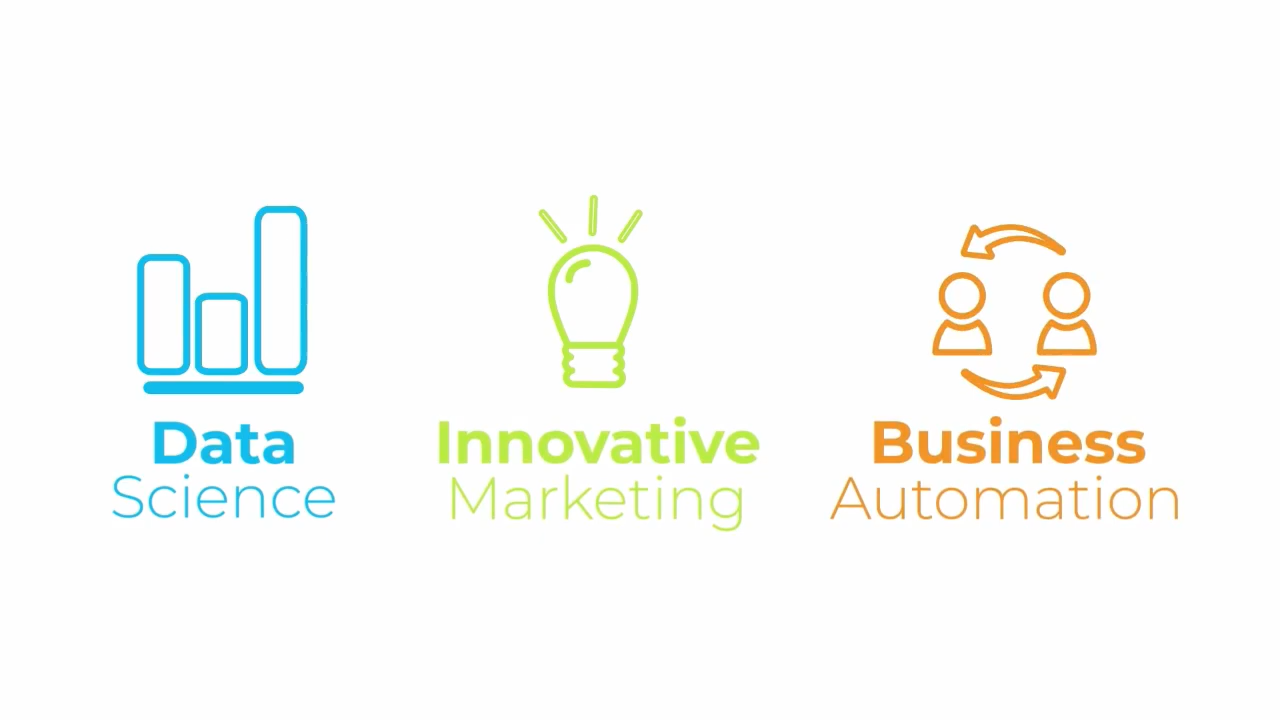 Data
Science
Innovative
Marketing
Business
Automation